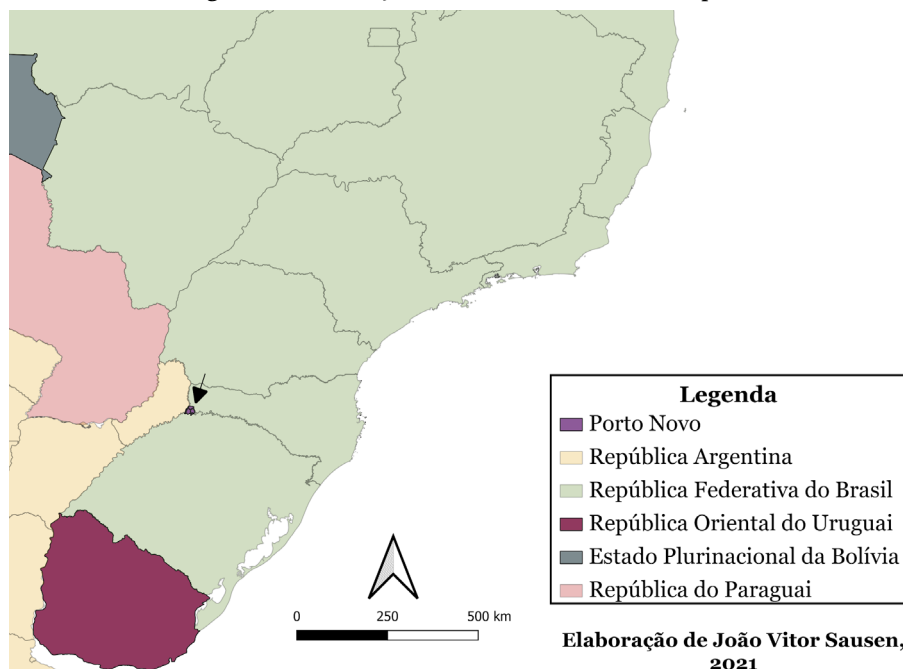 Legenda
Porto Novo
República Argentina
República Federativa do Brasil
República Oriental do Uruguai
Estado Plurinacional da Bolívia
República do Paraguai
0 250 500 km
Elaboração de João Vitor Sausen,
2021